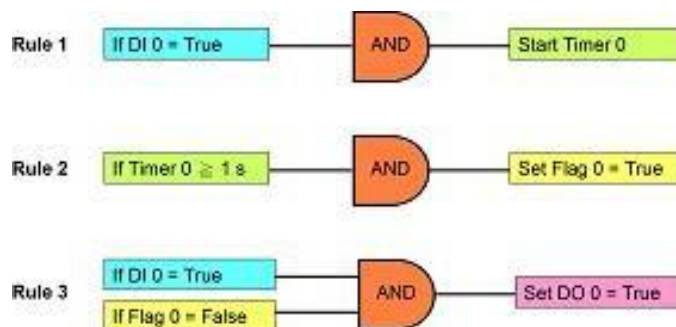 Rule 1 If DI 0 = True AND Start Timer 0
Rule 2 If Timer 0 ≧ 1 s AND Set Flag 0 = True
If DI 0 = True
Rule 3 AND Set DO 0 = True
If Flag 0 = False